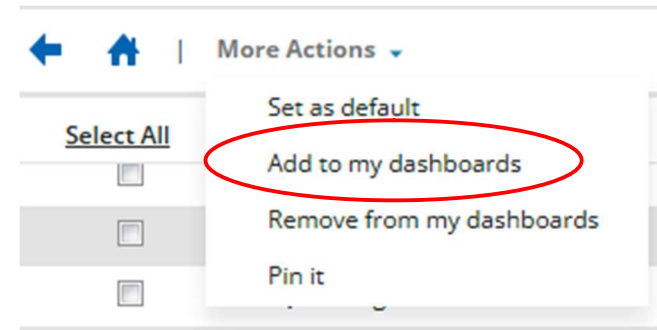 | More Actions
Set as default
Select All
Add to my dashboards
Remove from my dashboards
Pin it